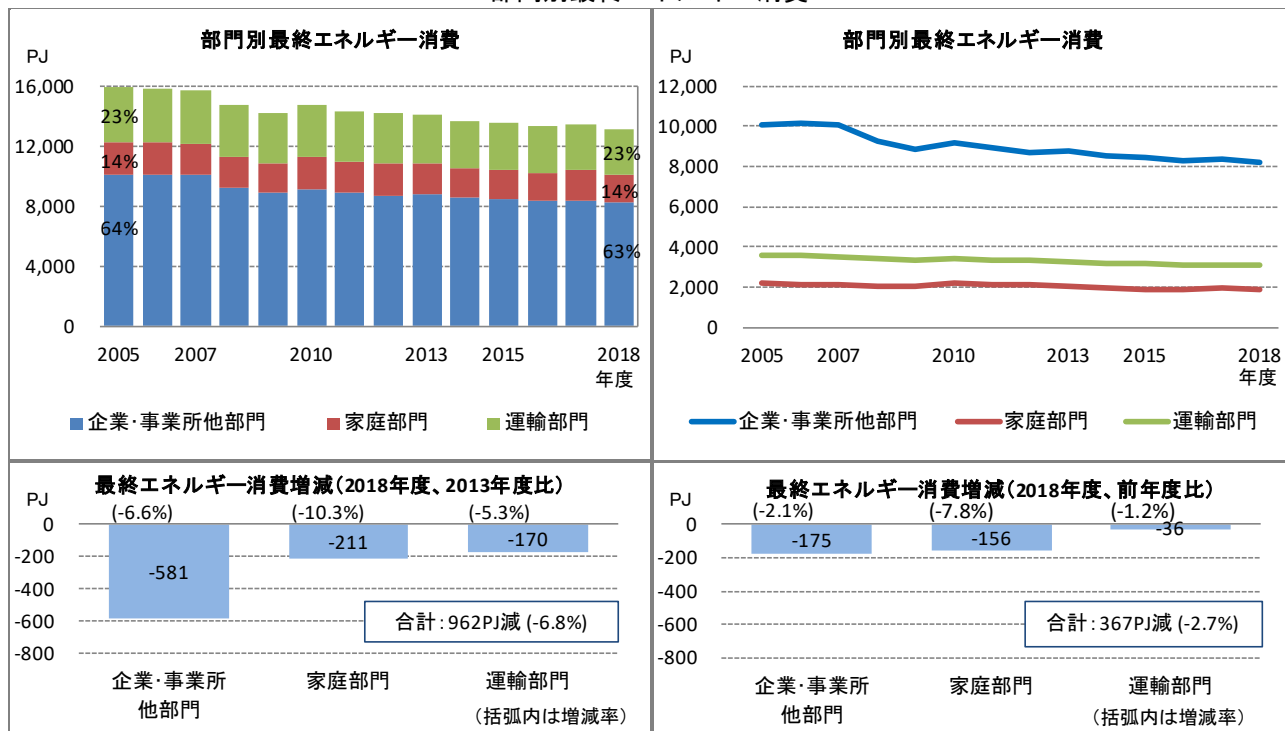 部門別最終エネルギー消費
PJ
16,000
12,000
8,000
4,000
0
23%
14%
64%
23%
14%
63%
2005
2007
2010
2013
2015
2018
年度
企業・事業所他部門
家庭部門
運輸部門
部門別最終エネルギー消費
PJ
12,000
10,000
8,000
6,000
4,000
2,000
0
2005
2007
2010
2013
2015
2018
年度
企業・事業所他部門
家庭部門
運輸部門
最終エネルギー消費増減(2018年度、2013年度比)
PJ
(-6.6%)
(-10.3%)
(-5.3%)
0
-200
-400
-600
-800
-581
-211
-170
合計:962PJ減 (-6.8%)
企業・事業所
他部門
家庭部門
運輸部門
(括弧内は増減率)
最終エネルギー消費増減(2018年度、前年度比)
PJ
(-2.1%)
(-7.8%)
(-1.2%)
0
-200
-400
-600
-800
-175
-156
-36
合計:367PJ減 (-2.7%)
企業・事業所
他部門
家庭部門
運輸部門
(括弧内は増減率)